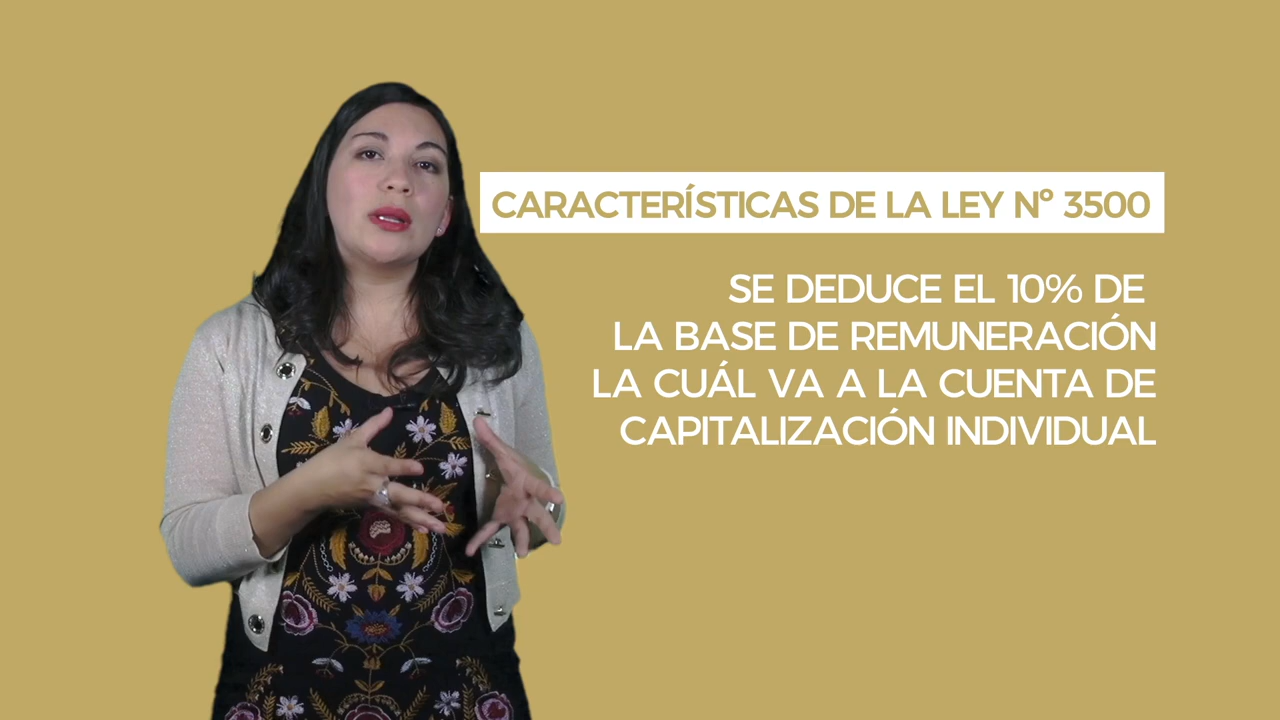 CARACTERÍSTICAS DE LA LEY Nº 3500
SE DEDUCE EL 10% DE
LA BASE DE REMUNERACIÓN
LA CUÁL VA A LA CUENTA DE
CAPITALIZACIÓN INDIVIDUAL